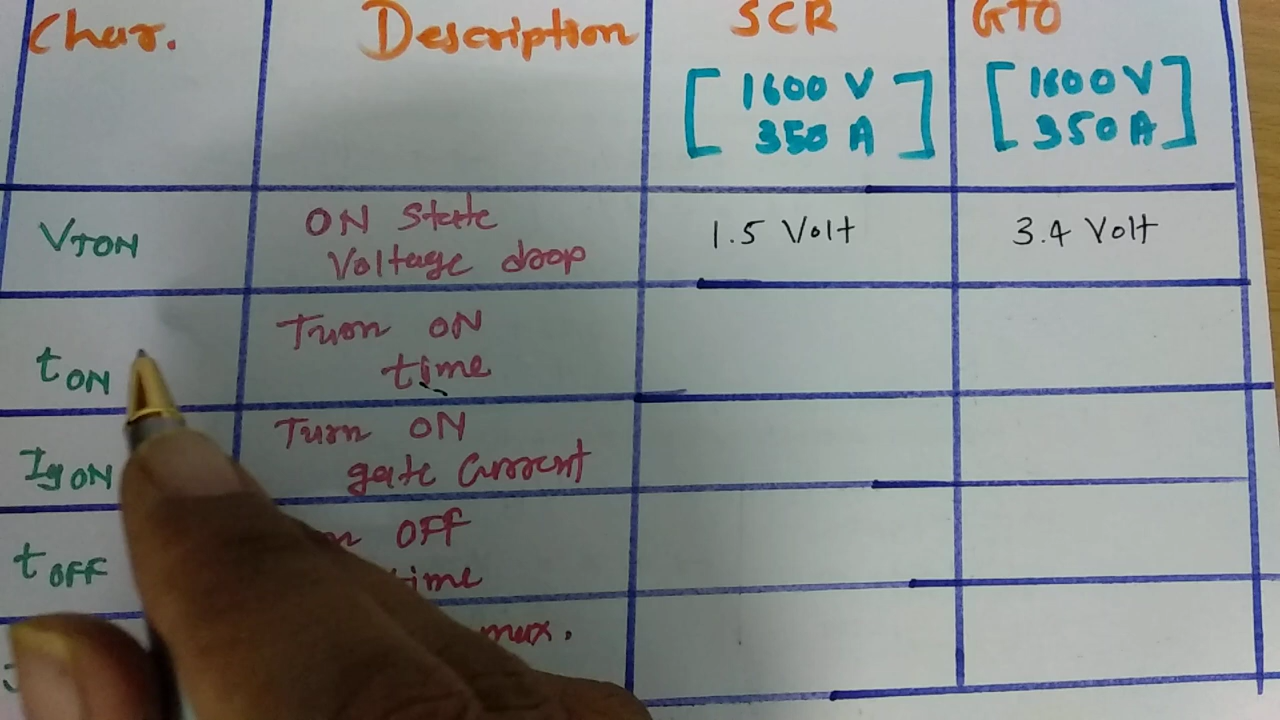 Char. Description SCR GTO
[1600 V 350 A] [1600 V 350 A]
VTON ON State Voltage drop 1.5 Volt 3.4 Volt
tON Turn ON time
IgON Turn ON gate Current
tOFF OFF time
max.